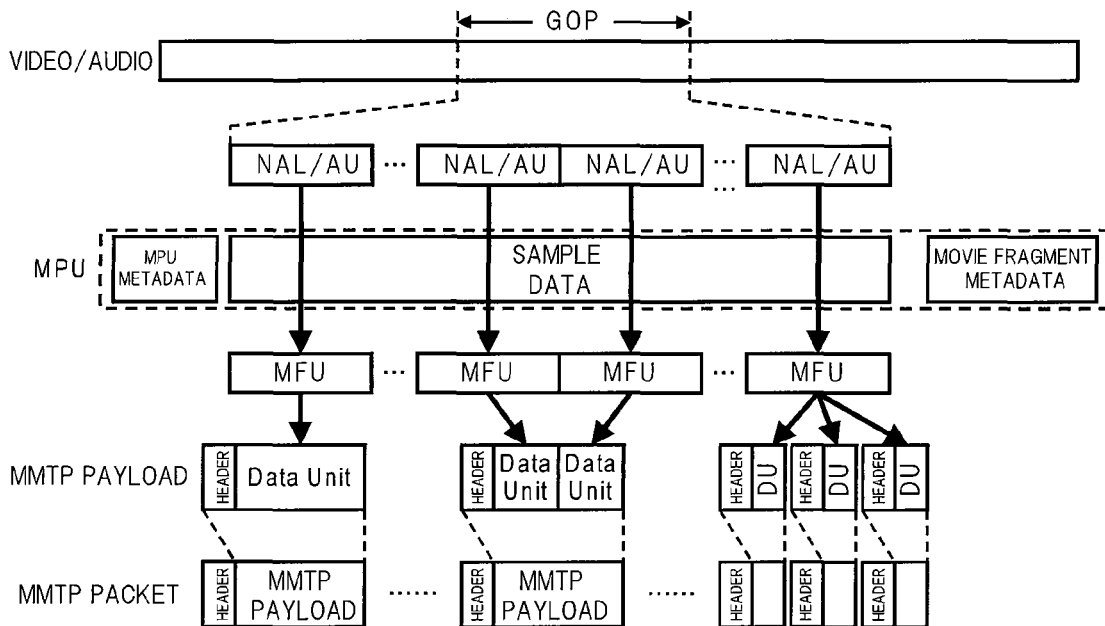 GOP
VIDEO/AUDIO
NAL/AU ... NAL/AU NAL/AU ... ... NAL/AU
MPU
MPU
METADATA
SAMPLE
DATA
MOVIE FRAGMENT
METADATA
MFU ... MFU MFU ... MFU
MMTP PAYLOAD
HEADER Data Unit
HEADER Data
Unit
Data
Unit
HEADER DU HEADER DU HEADER DU
MMTP PACKET
HEADER MMTP
PAYLOAD
......
HEADER MMTP
PAYLOAD
......
HEADER HEADER HEADER